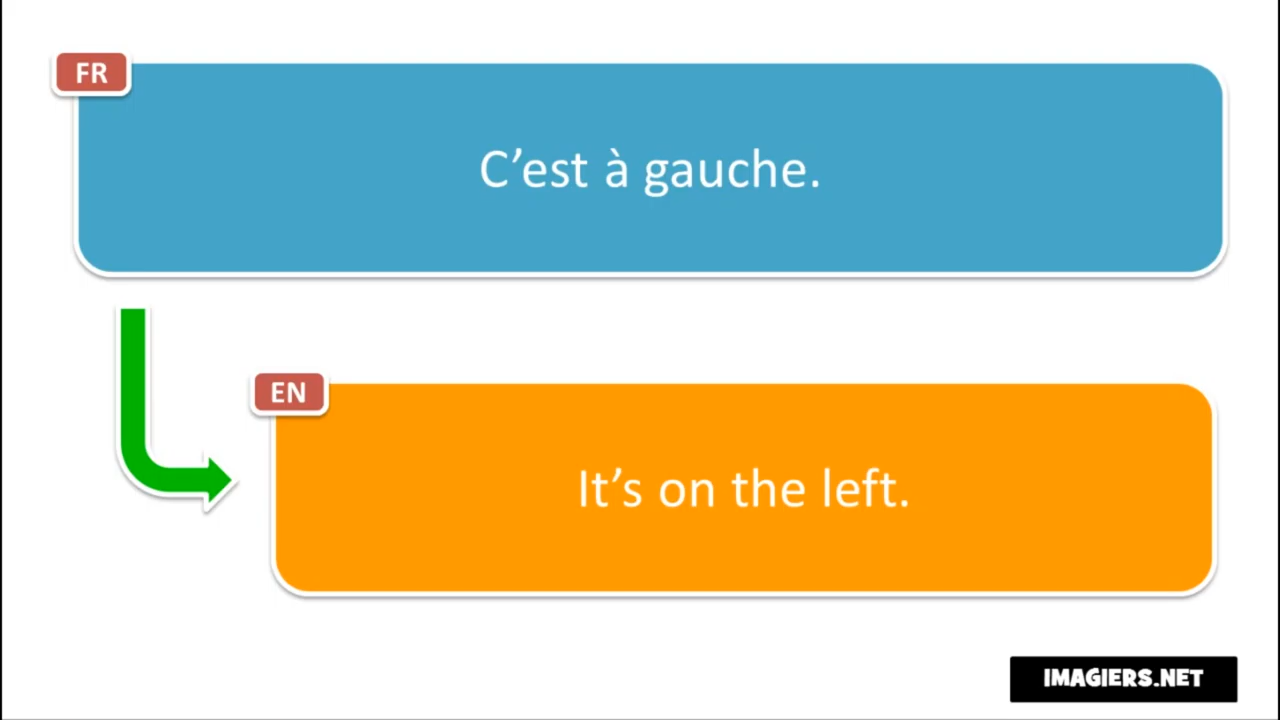 FR
C’est à gauche.
EN
It’s on the left.
IMAGIERS.NET